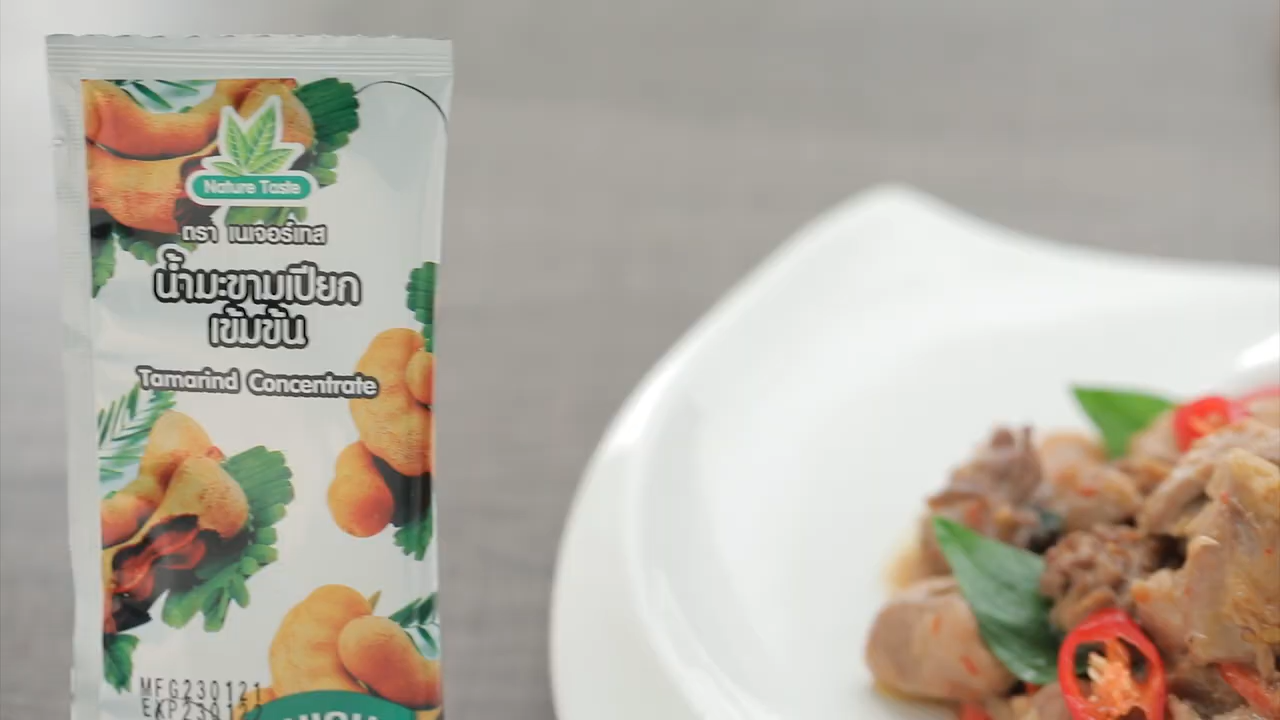 Nature Taste
ตรา เนเจอร์เทส
น้ำมะขามเปียก
เข้มข้น
Tamarind Concentrate
MFG230121